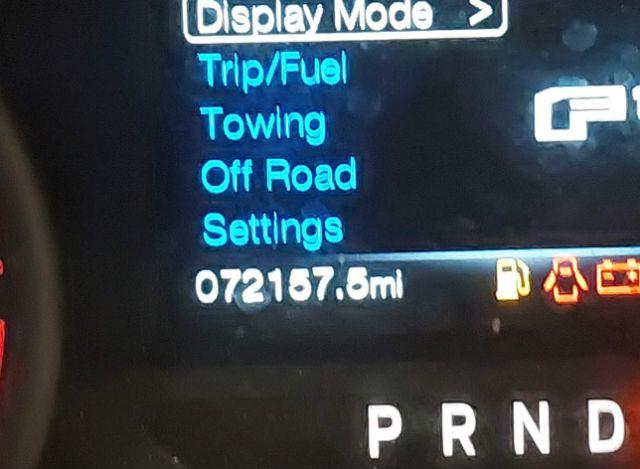 Display Mode >
Trip/Fuel
Towing
Off Road
Settings
072157.5mi
P R N D